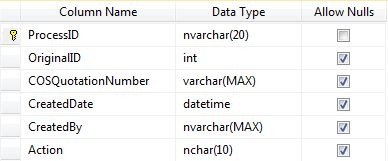 Column Name Data Type Allow Nulls
ProcessID nvarchar(20)
OriginalID int
COSQuotationNumber varchar(MAX)
CreatedDate datetime
CreatedBy nvarchar(MAX)
Action nchar(10)